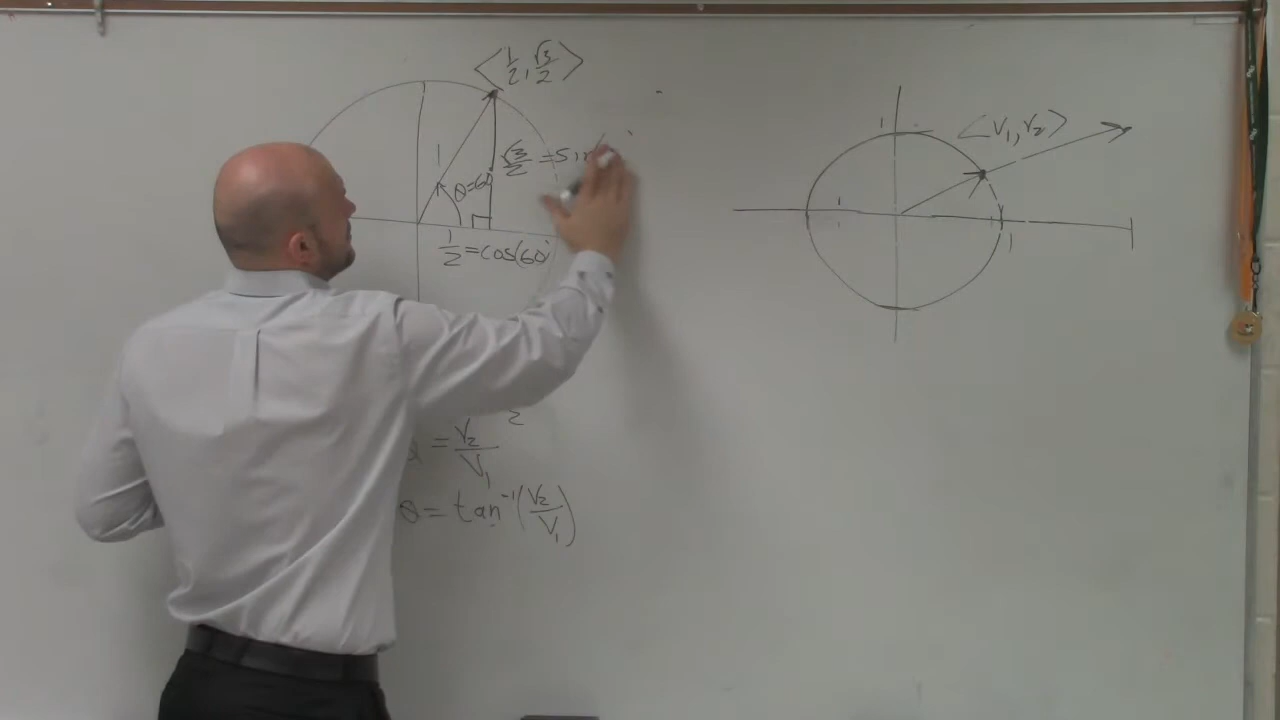 <1/2, √3/2>
1
√3/2 = sin
θ=60
1/2 = cos(60°
2
= V₂/V₁
θ = tan⁻¹(V₂/V₁)
1
<V₁, V₂>
1
1